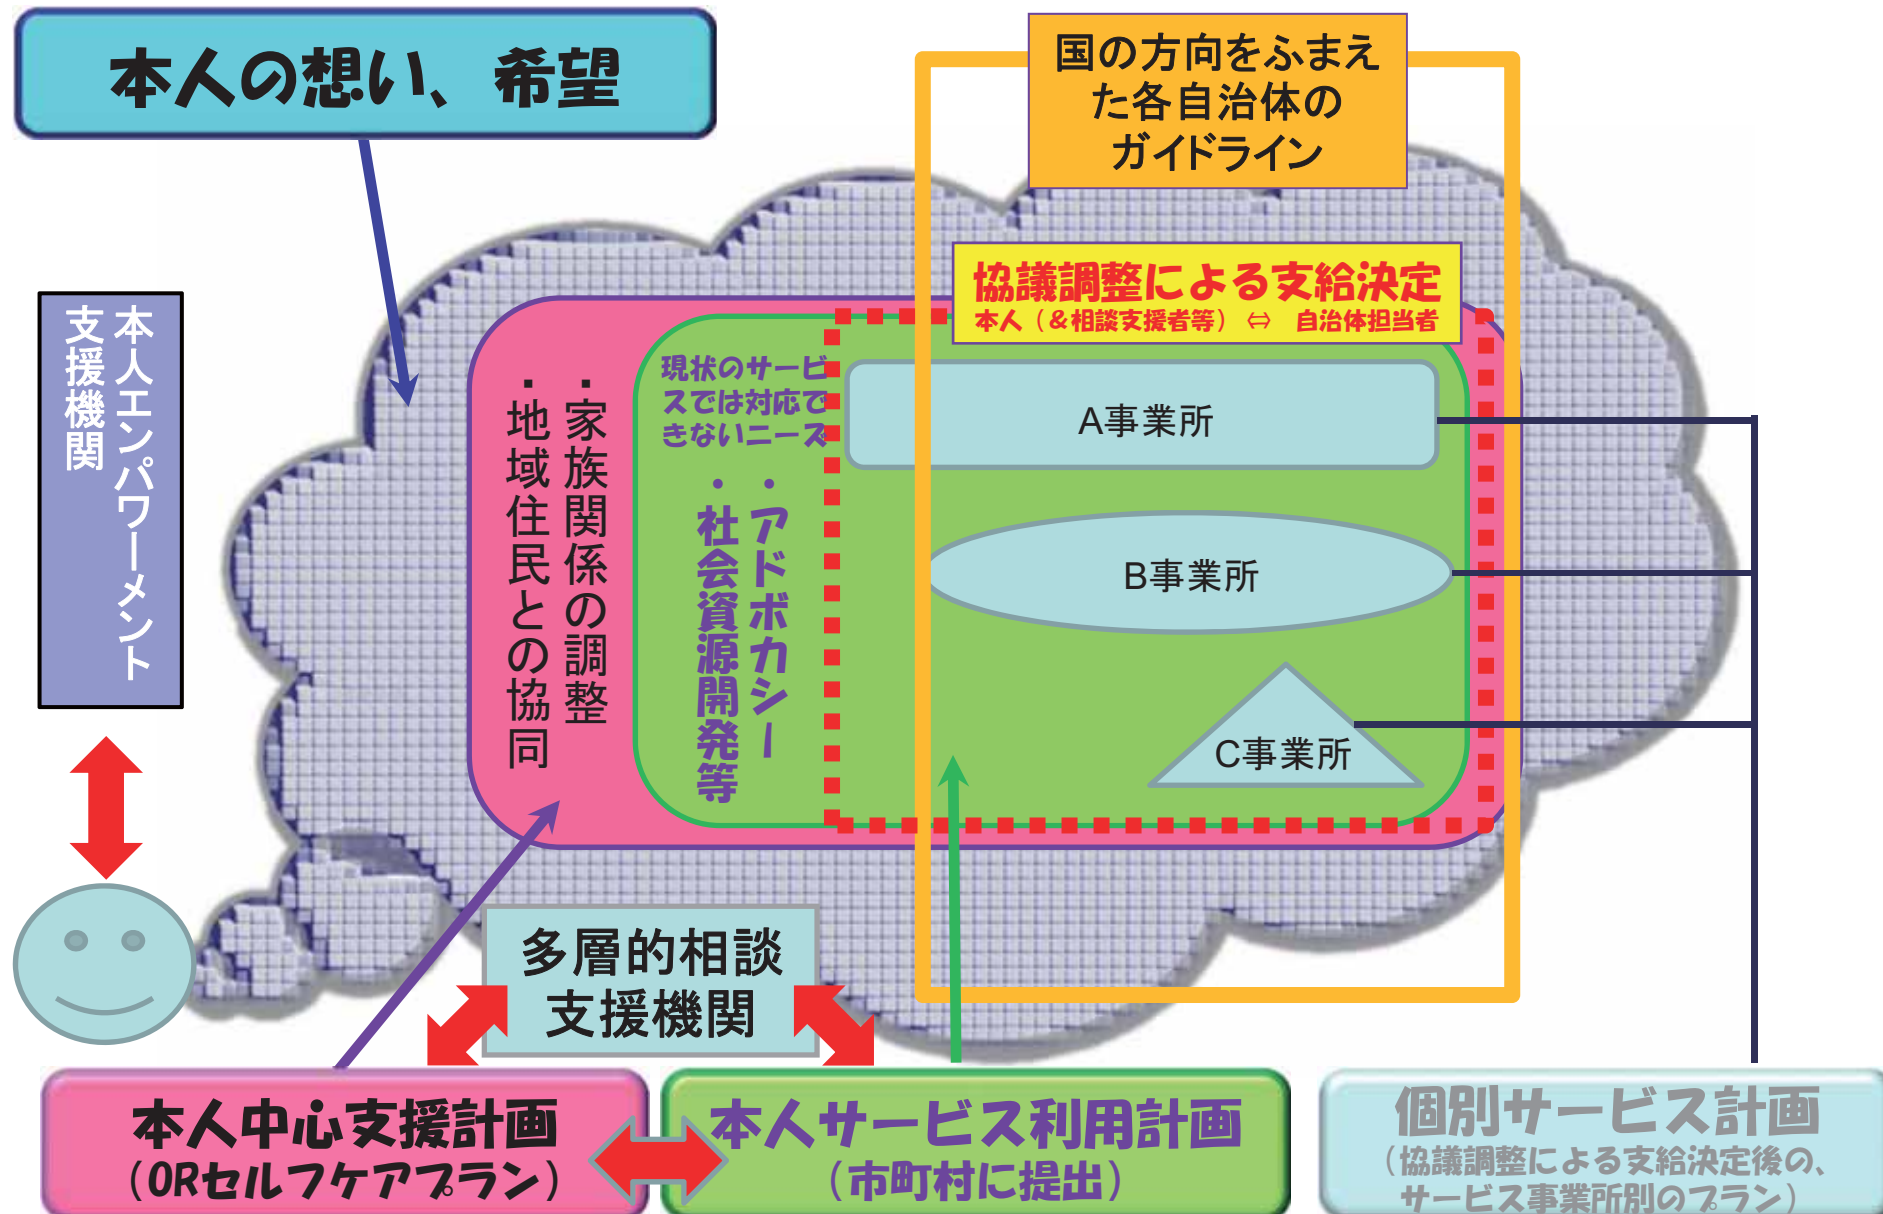 本人の想い、希望
国の方向をふまえ
た各自治体の
ガイドライン
協議調整による支給決定
本人（＆相談支援者等）⇔　自治体担当者
本人エンパワーメント
支援機関
・家族関係の調整
・地域住民との協同
現状のサービ
スでは対応で
きないニーズ
・アドボカシー
・社会資源開発等
A事業所
B事業所
C事業所
多層的相談
支援機関
本人中心支援計画
（ORセルフケアプラン）
本人サービス利用計画
（市町村に提出）
個別サービス計画
（協議調整による支給決定後の、
サービス事業所別のプラン）